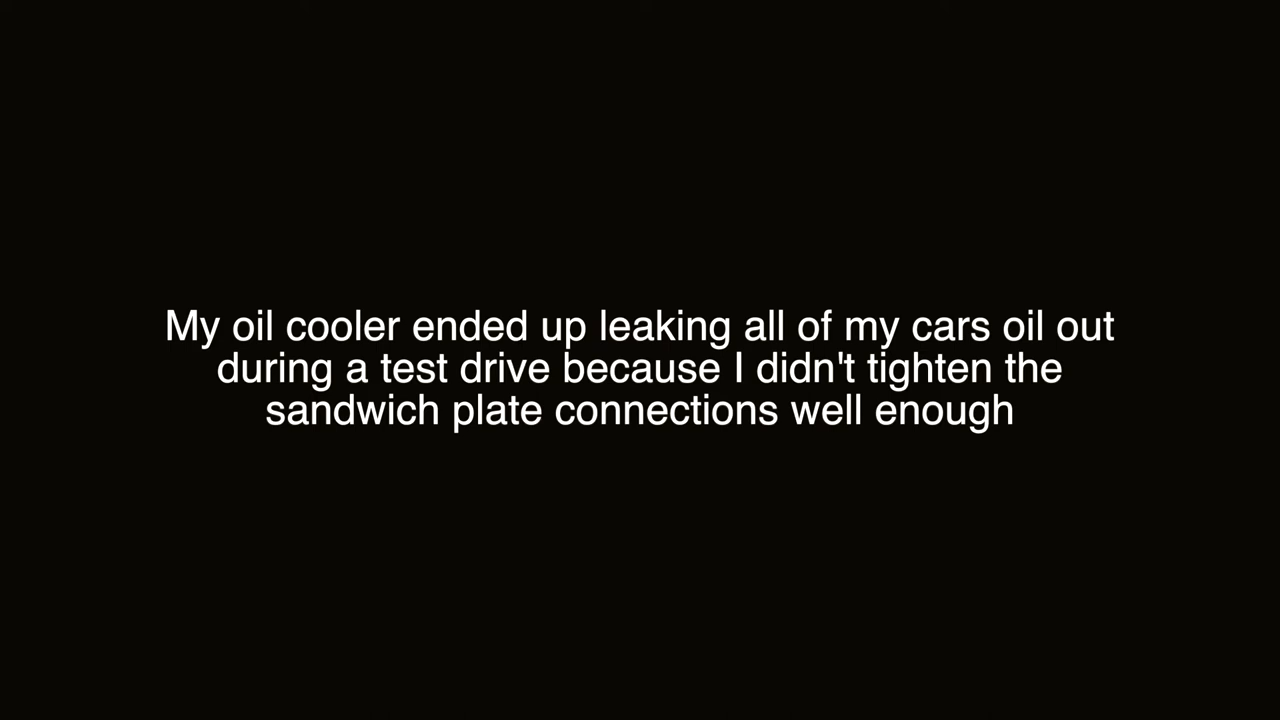 My oil cooler ended up leaking all of my cars oil out
during a test drive because I didn't tighten the
sandwich plate connections well enough